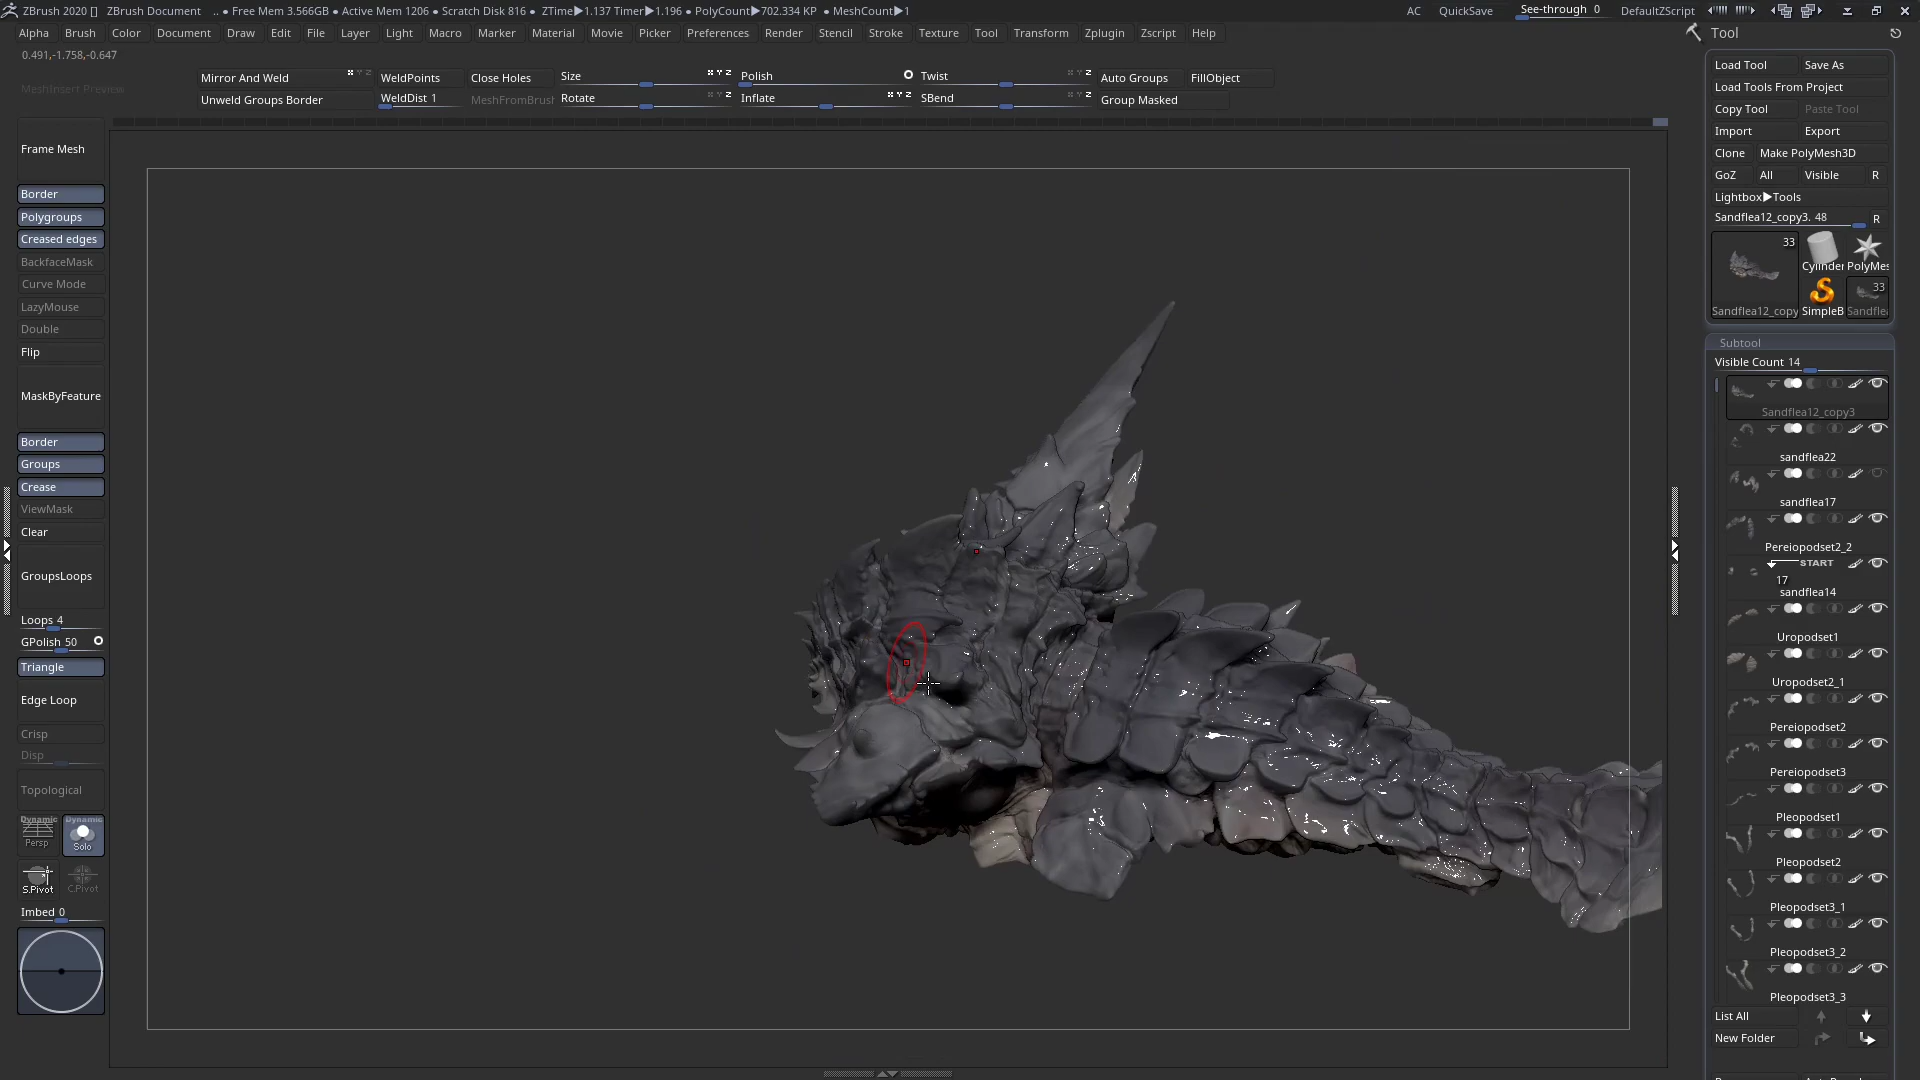 ZBrush 2020 [] ZBrush Document .. ● Free Mem 3.566GB ● Active Mem 1206 ● Scratch Disk 816 ● ZTime▶1.137 Timer▶1.196 ● PolyCount▶702.334 KP ● MeshCount▶1 AC QuickSave See-through 0 DefaultZScript
Alpha Brush Color Document Draw Edit File Layer Light Macro Marker Material Movie Picker Preferences Render Stencil Stroke Texture Tool Transform Zplugin Zscript Help
0.491,-1.758,-0.647
MeshInsert Preview
Mirror And Weld WeldPoints Close Holes Size Polish Twist Auto Groups FillObject
Unweld Groups Border WeldDist 1 MeshFromBrush Rotate Inflate SBend Group Masked
Frame Mesh
Border
Polygroups
Creased edges
BackfaceMask
Curve Mode
LazyMouse
Double
Flip
MaskByFeature
Border
Groups
Crease
ViewMask
Clear
GroupsLoops
Loops 4
GPolish 50
Triangle
Edge Loop
Crisp
Disp
Topological
Dynamic Dynamic
Persp Solo
S.Pivot C.Pivot
Imbed 0
Tool
Load Tool Save As
Load Tools From Project
Copy Tool Paste Tool
Import Export
Clone Make PolyMesh3D
GoZ All Visible R
Lightbox▶Tools
Sandflea12_copy3. 48 R
33
Cylinder PolyMes
33
Sandflea12_copy SimpleB Sandflea
Subtool
Visible Count 14
Sandflea12_copy3
sandflea22
sandflea17
Pereiopodset2_2
START
17
sandflea14
Uropodset1
Uropodset2_1
Pereiopodset2
Pereiopodset3
Pleopodset1
Pleopodset2
Pleopodset3_1
Pleopodset3_2
Pleopodset3_3
List All
New Folder